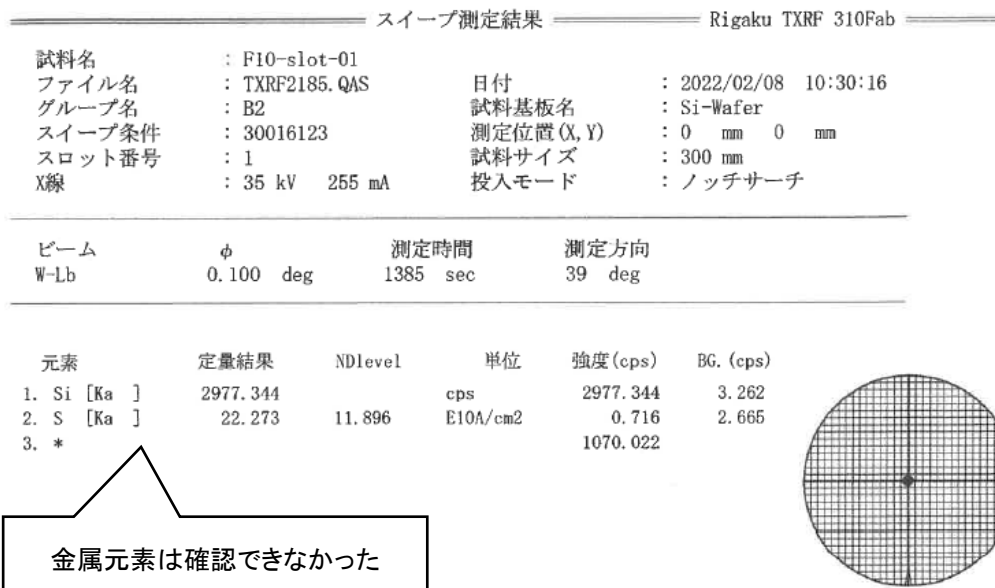 スイープ測定結果 Rigaku TXRF 310Fab
試料名 : F10-slot-01
ファイル名 : TXRF2185.QAS 日付 : 2022/02/08 10:30:16
グループ名 : B2 試料基板名 : Si-Wafer
スイープ条件 : 30016123 測定位置(X,Y) : 0 mm 0 mm
スロット番号 : 1 試料サイズ : 300 mm
X線 : 35 kV 255 mA 投入モード : ノッチサーチ
ビーム φ 測定時間 測定方向
W-Lb 0.100 deg 1385 sec 39 deg
元素 定量結果 NDlevel 単位 強度(cps) BG.(cps)
1. Si [Ka ] 2977.344 cps 2977.344 3.262
2. S [Ka ] 22.273 11.896 E10A/cm2 0.716 2.665
3. * 1070.022
金属元素は確認できなかった